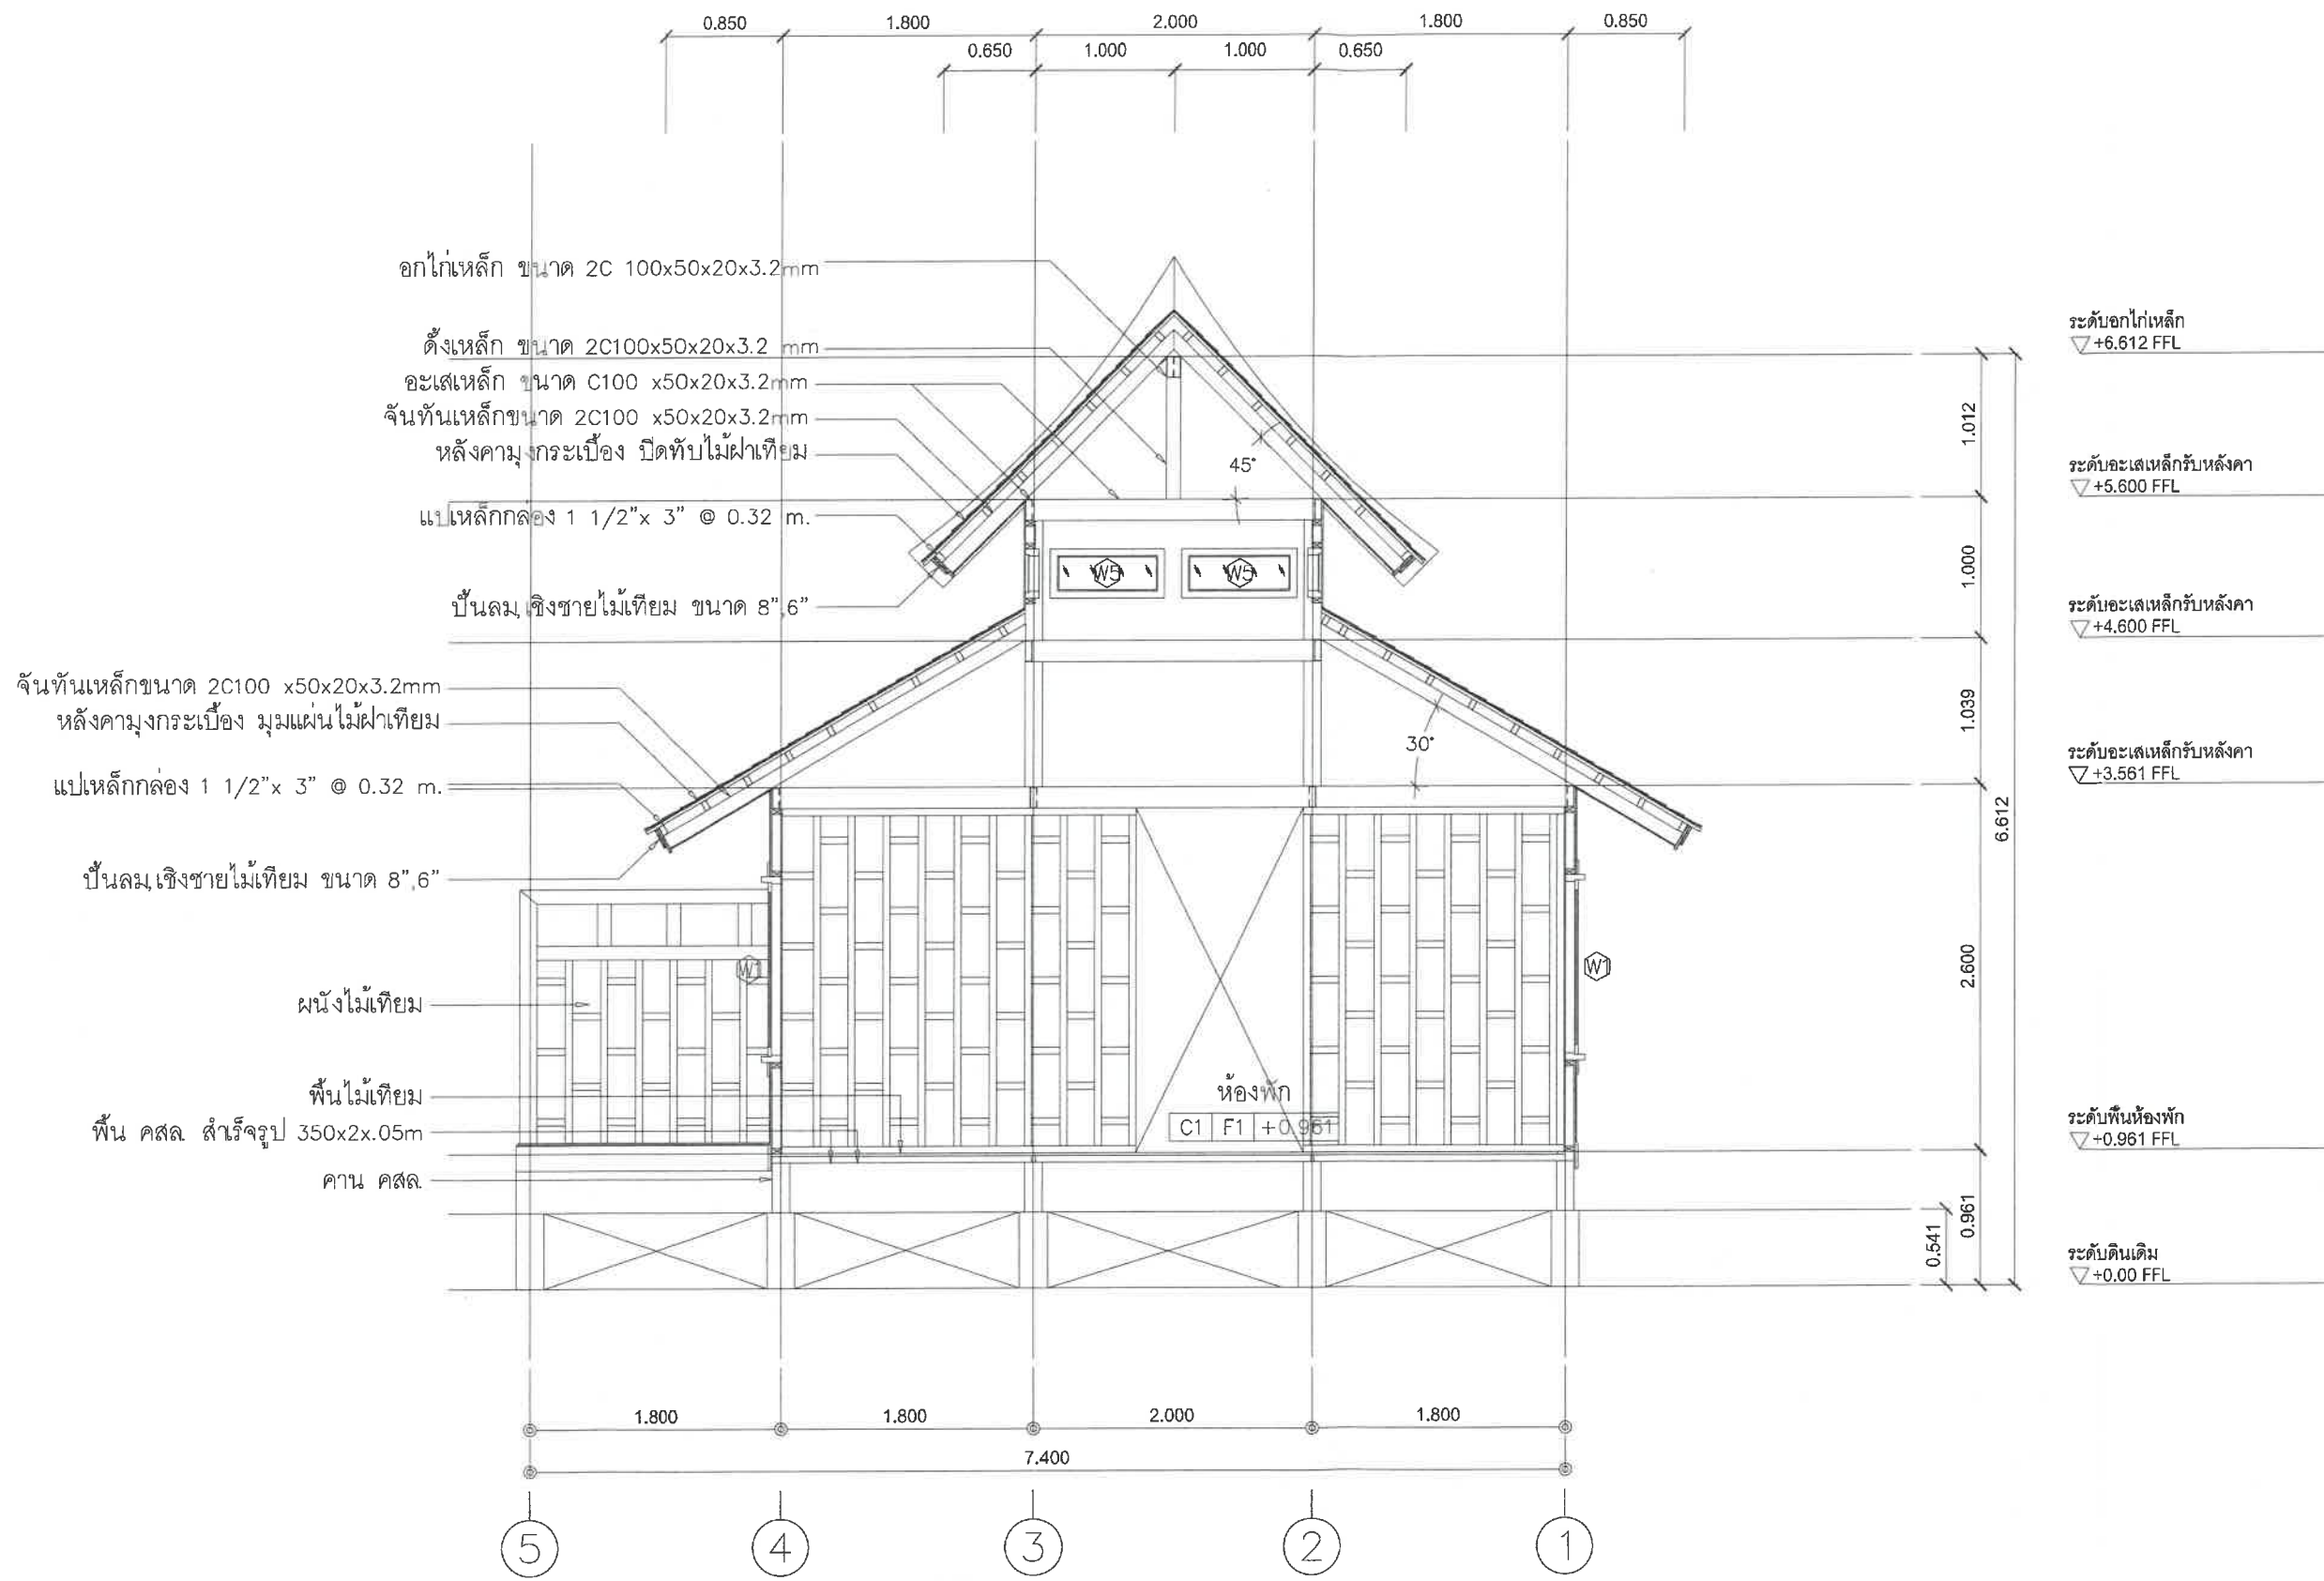 0.850 1.800 2.000 1.800 0.850
0.650 1.000 1.000 0.650
อกไก่เหล็ก ขนาด 2C 100x50x20x3.2mm
ดั้งเหล็ก ขนาด 2C100x50x20x3.2 mm
อะเสเหล็ก ขนาด C100 x50x20x3.2mm
จันทันเหล็กขนาด 2C100 x50x20x3.2mm
หลังคามุงกระเบื้อง ปิดทับไม้ฝาเทียม
แปเหล็กกล่อง 1 1/2"x 3" @ 0.32 m.
ปั้นลม,เชิงชายไม้เทียม ขนาด 8",6"
จันทันเหล็กขนาด 2C100 x50x20x3.2mm
หลังคามุงกระเบื้อง มุมแผ่นไม้ฝาเทียม
แปเหล็กกล่อง 1 1/2"x 3" @ 0.32 m.
ปั้นลม,เชิงชายไม้เทียม ขนาด 8",6"
ผนังไม้เทียม
พื้นไม้เทียม
พื้น คสล. สำเร็จรูป 350x2x.05m
คาน คสล.
45°
W5 W5
30°
W1
W1
ห้องพัก
C1 F1 +0.961
1.012
1.000
1.039
2.600
0.961
0.541
6.612
ระดับอกไก่เหล็ก
+6.612 FFL
ระดับอะเสเหล็กรับหลังคา
+5.600 FFL
ระดับอะเสเหล็กรับหลังคา
+4.600 FFL
ระดับอะเสเหล็กรับหลังคา
+3.561 FFL
ระดับพื้นห้องพัก
+0.961 FFL
ระดับดินเดิม
+0.00 FFL
1.800 1.800 2.000 1.800
7.400
5 4 3 2 1